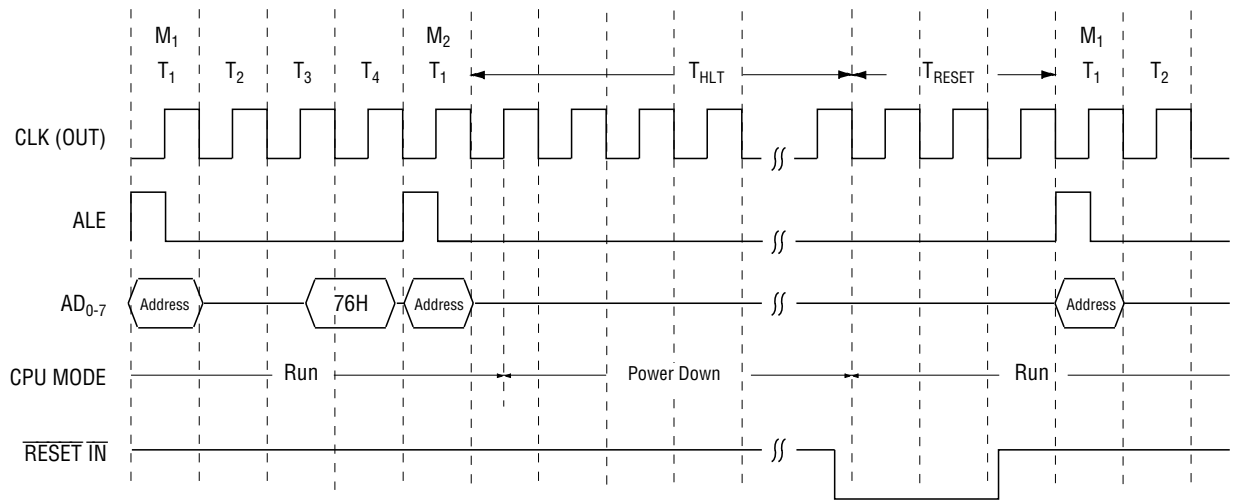 M1 M2 M1
T1 T2 T3 T4 T1 THLT TRESET T1 T2
CLK (OUT)
ALE
AD0-7 Address 76H Address Address
CPU MODE Run Power Down Run
RESET IN